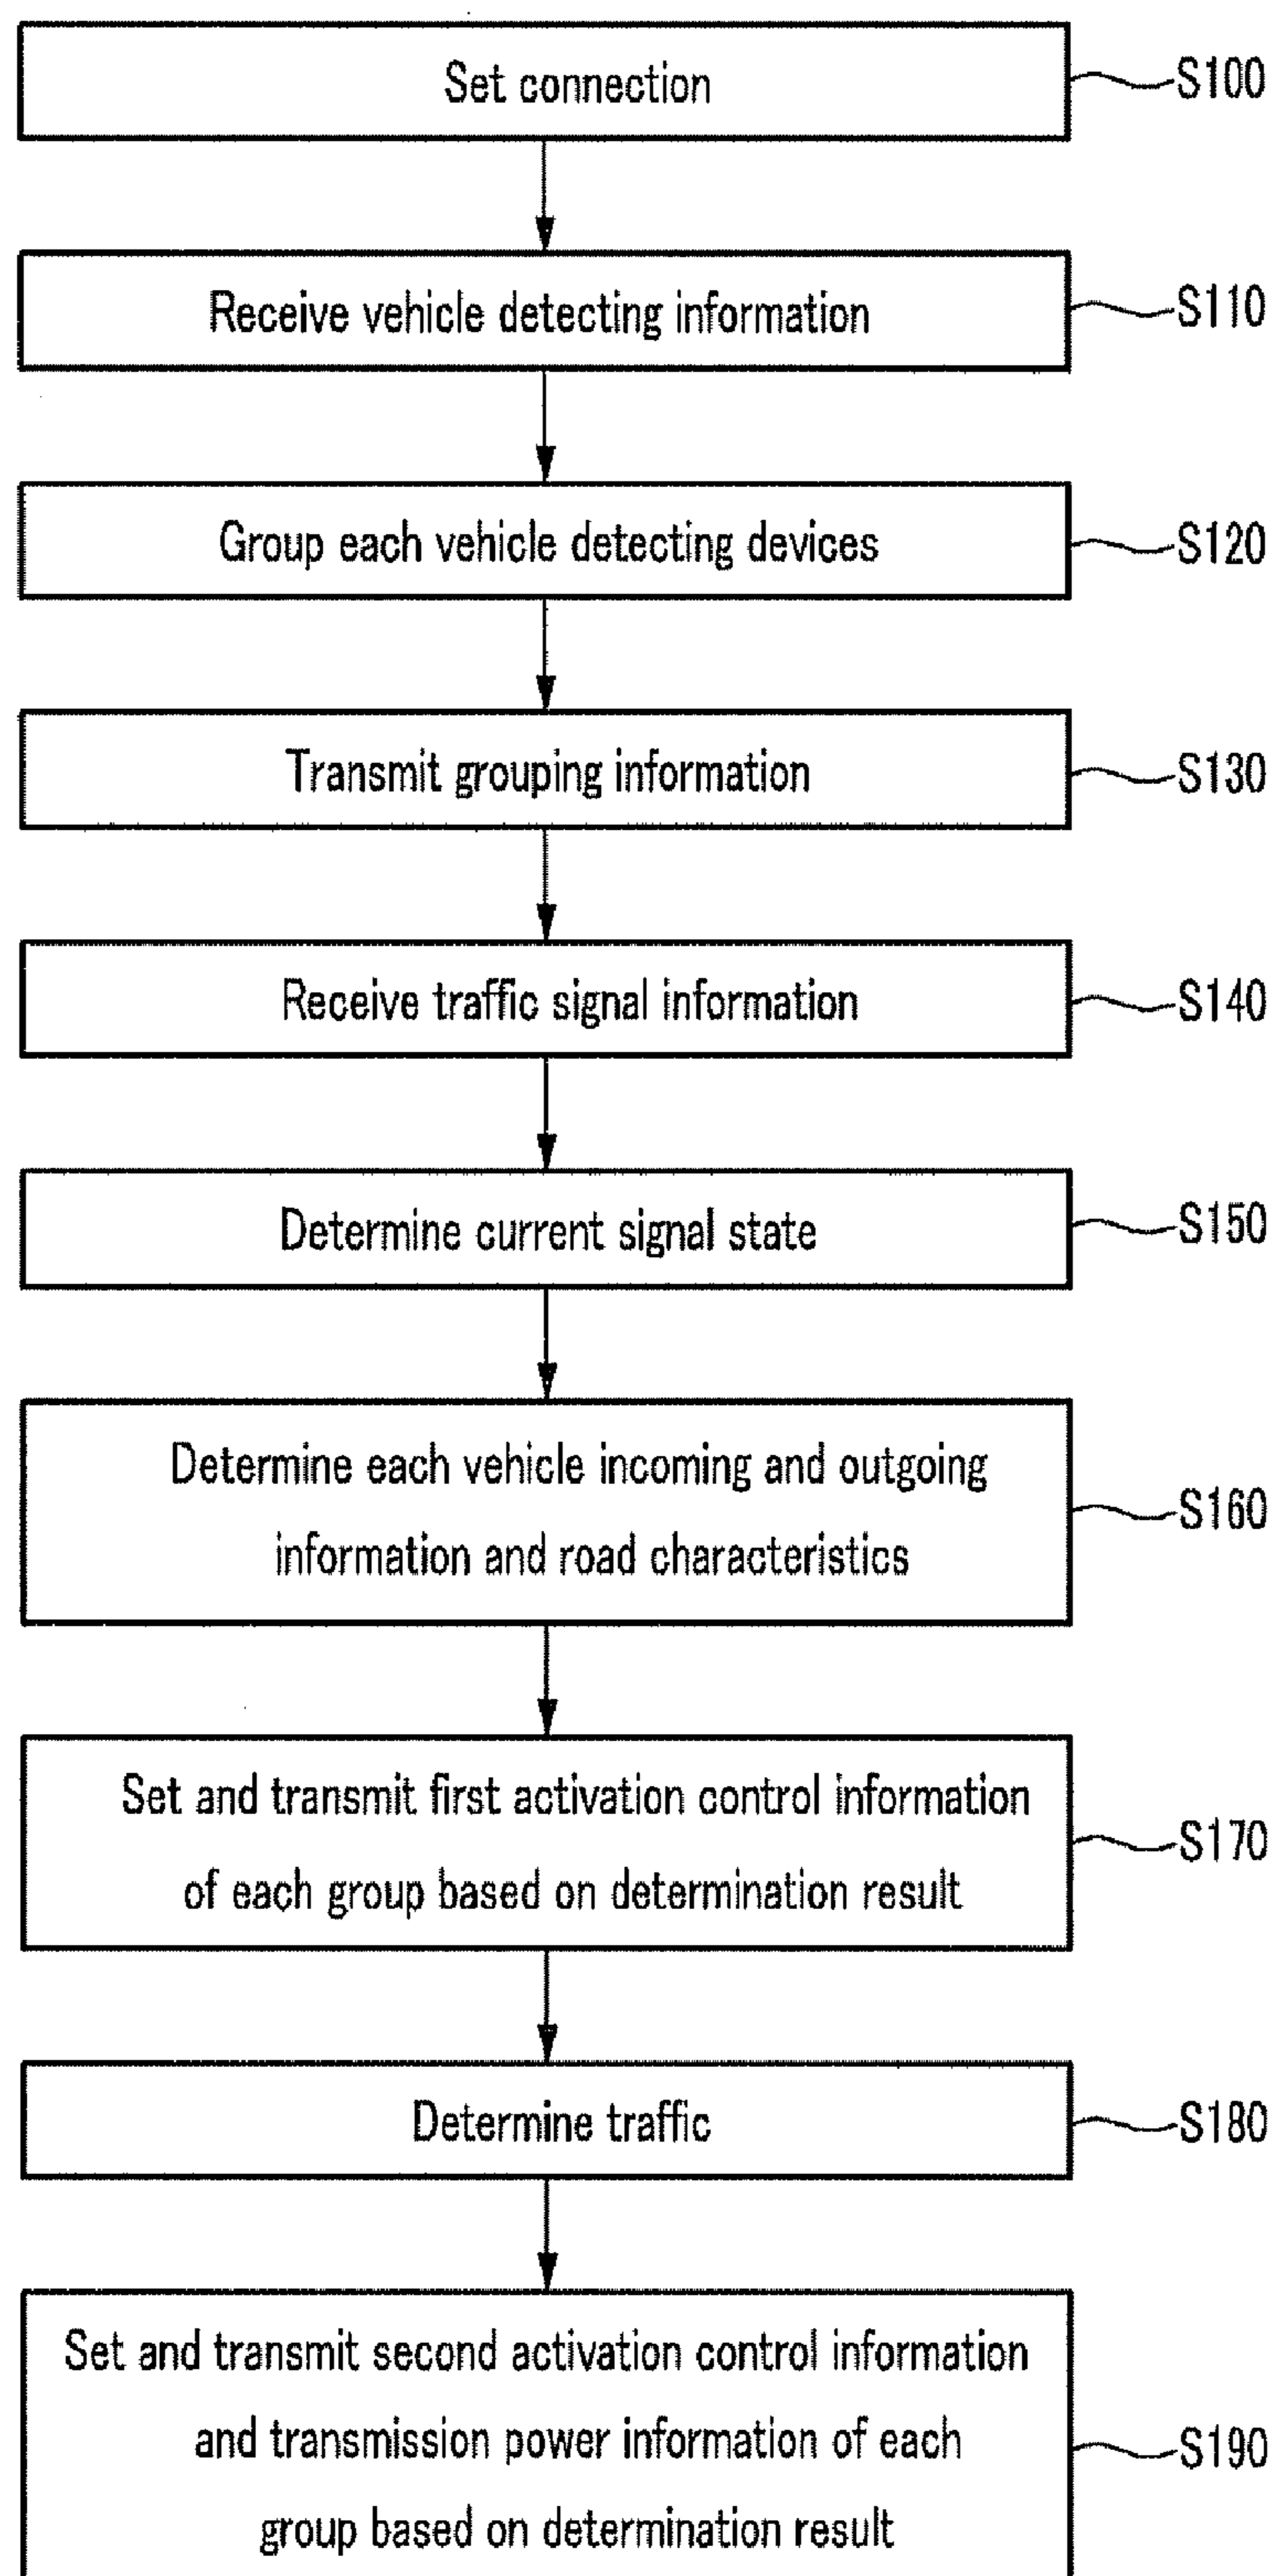 Set connection
S100
Receive vehicle detecting information
S110
Group each vehicle detecting devices
S120
Transmit grouping information
S130
Receive traffic signal information
S140
Determine current signal state
S150
Determine each vehicle incoming and outgoing
information and road characteristics
S160
Set and transmit first activation control information
of each group based on determination result
S170
Determine traffic
S180
Set and transmit second activation control information
and transmission power information of each
group based on determination result
S190